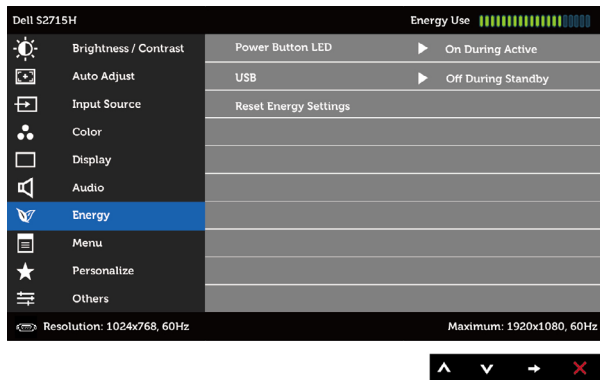 Dell S2715H Energy Use
Brightness / Contrast Power Button LED On During Active
Auto Adjust USB Off During Standby
Input Source Reset Energy Settings
Color
Display
Audio
Energy
Menu
Personalize
Others
Resolution: 1024x768, 60Hz Maximum: 1920x1080, 60Hz